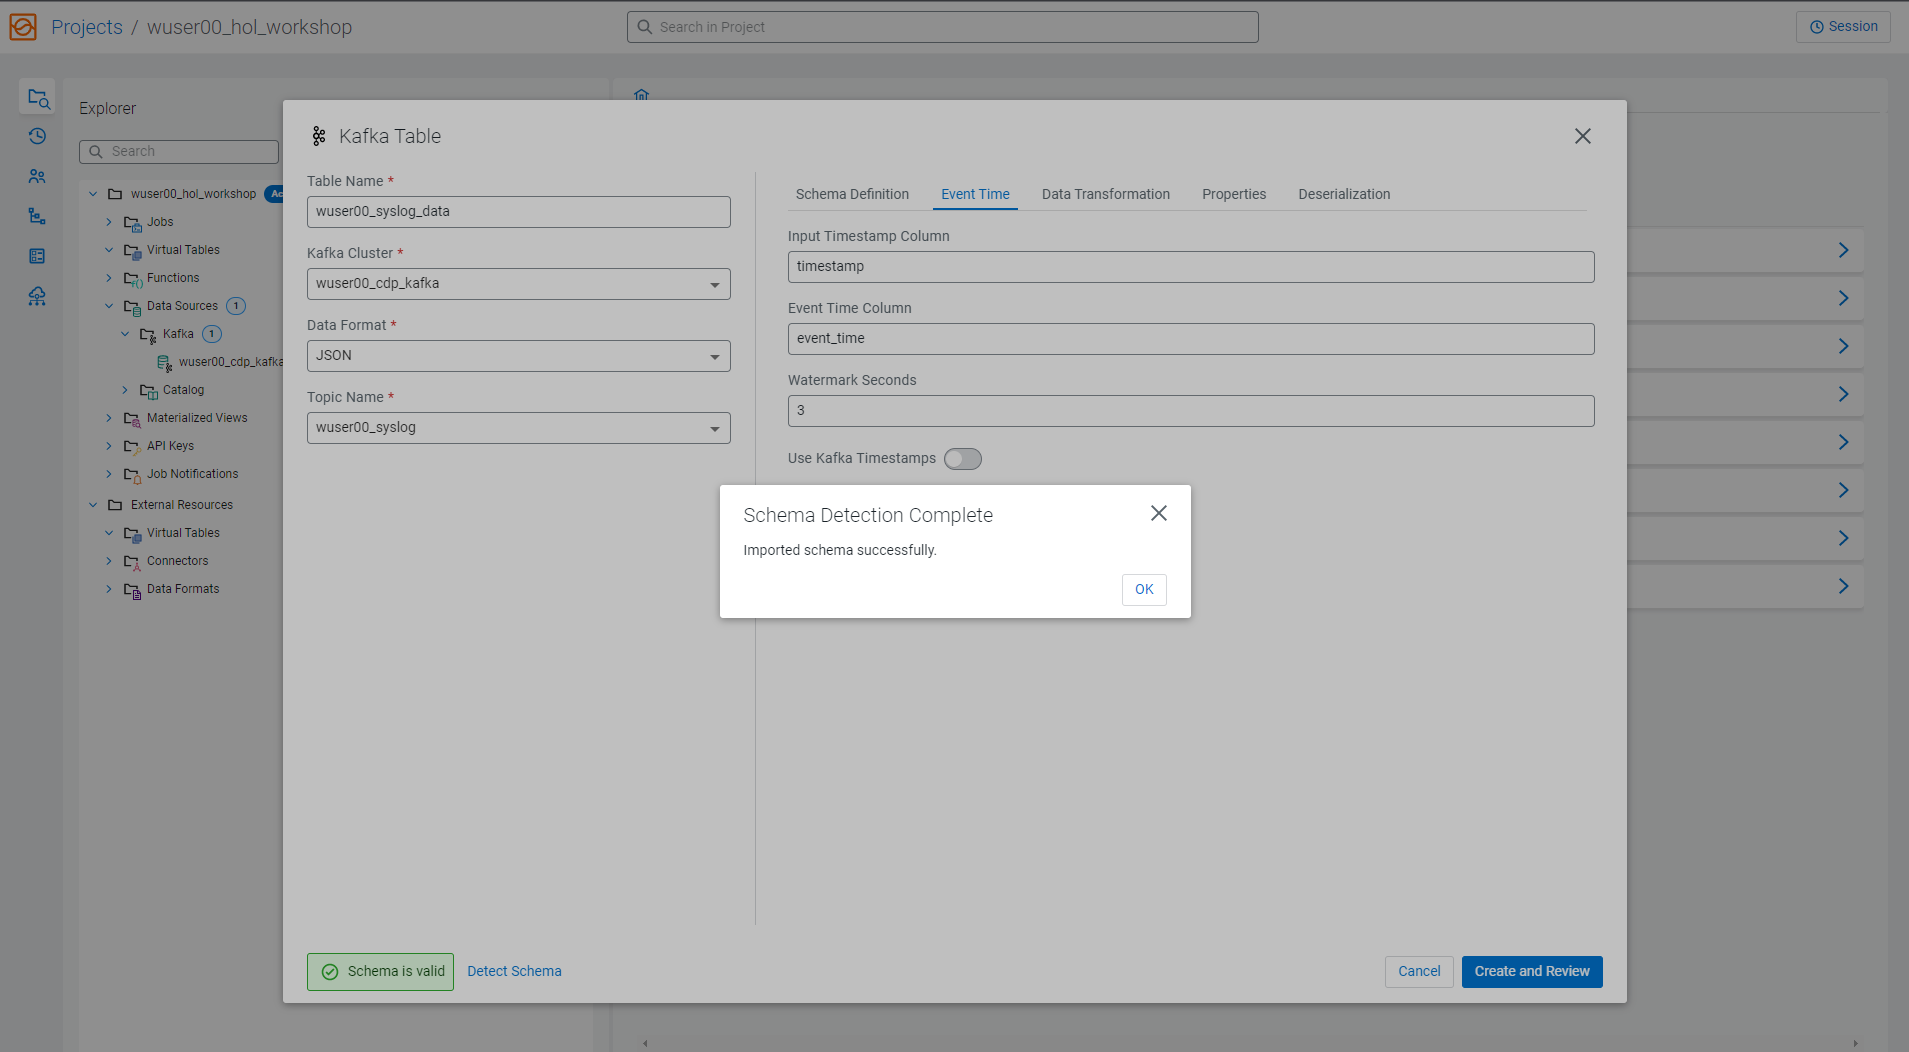 Projects / wuser00_hol_workshop
Search in Project
Session
Explorer
Search
wuser00_hol_workshop
Jobs
Virtual Tables
Functions
Data Sources 1
Kafka 1
wuser00_cdp_kafka
Catalog
Materialized Views
API Keys
Job Notifications
External Resources
Virtual Tables
Connectors
Data Formats
Kafka Table
Table Name *
wuser00_syslog_data
Kafka Cluster *
wuser00_cdp_kafka
Data Format *
JSON
Topic Name *
wuser00_syslog
Schema Definition
Event Time
Data Transformation
Properties
Deserialization
Input Timestamp Column
timestamp
Event Time Column
event_time
Watermark Seconds
3
Use Kafka Timestamps
Schema Detection Complete
Imported schema successfully.
OK
Schema is valid
Detect Schema
Cancel
Create and Review